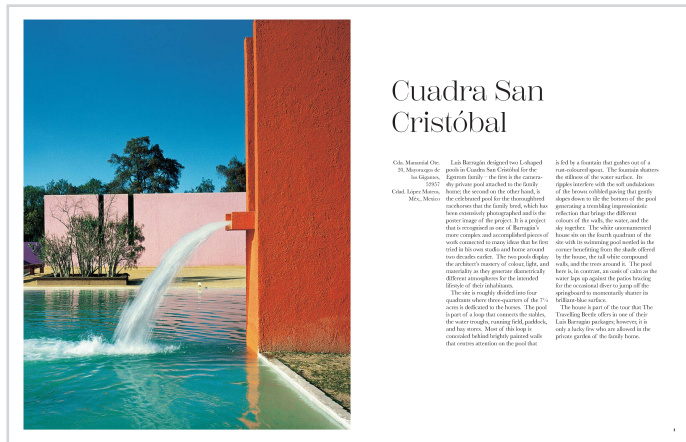 Cuadra San
Cristóbal
Cda. Manantial Ote.
20, Mayorazgos de
los Gigantes,
52957
Cdad. López Mateos,
Méx., Mexico
Luis Barragán designed two L-shaped
pools in Cuadra San Cristóbal for the
Egstrom family – the first is the camera-
shy private pool attached to the family
home; the second on the other hand, is
the celebrated pool for the thoroughbred
racehorses that the family bred, which has
been extensively photographed and is the
poster image of the project. It is a project
that is recognised as one of Barragán's
more complex and accomplished pieces of
work connected to many ideas that he first
tried in his own studio and home around
two decades earlier. The two pools display
the architect's mastery of colour, light, and
materiality as they generate diametrically
different atmospheres for the intended
lifestyle of their inhabitants.
The site is roughly divided into four
quadrants where three-quarters of the 7½
acres is dedicated to the horses. The pool
is part of a loop that connects the stables,
the water troughs, running field, paddock,
and hay stores. Most of this loop is
concealed behind brightly painted walls
that centres attention on the pool that
is fed by a fountain that gushes out of a
rust-coloured spout. The fountain shatters
the stillness of the water surface. Its
ripples interfere with the soft undulations
of the brown cobbled paving that gently
slopes down to tile the bottom of the pool
generating a trembling impressionistic
reflection that brings the different
colours of the walls, the water, and the
sky together. The white unornamented
house sits on the fourth quadrant of the
site with its swimming pool nestled in the
corner benefitting from the shade offered
by the house, the tall white compound
walls, and the trees around it. The pool
here is, in contrast, an oasis of calm as the
water laps up against the patios bracing
for the occasional diver to jump off the
springboard to momentarily shatter its
brilliant-blue surface.
The house is part of the tour that The
Travelling Beetle offers in one of their
Luis Barragán packages; however, it is
only a lucky few who are allowed in the
private garden of the family home.